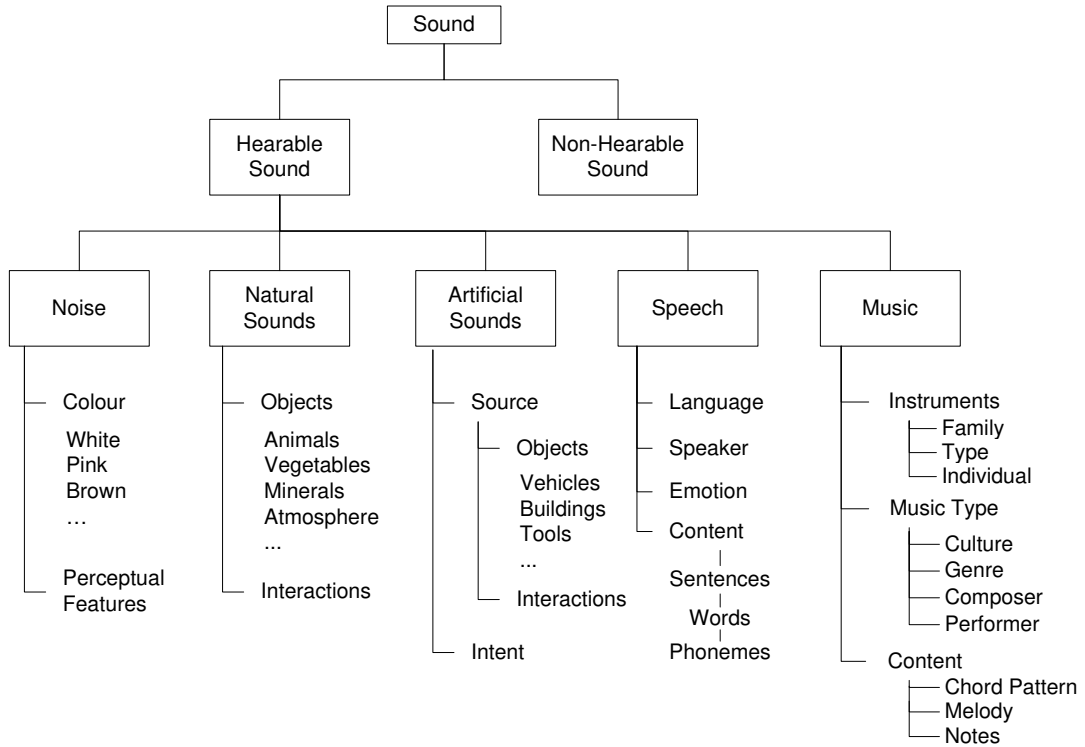 Sound
Hearable
Sound
Non-Hearable
Sound
Noise
Natural
Sounds
Artificial
Sounds
Speech
Music
Colour
White
Pink
Brown
…
Perceptual
Features
Objects
Animals
Vegetables
Minerals
Atmosphere
...
Interactions
Source
Objects
Vehicles
Buildings
Tools
...
Interactions
Intent
Language
Speaker
Emotion
Content
Sentences
Words
Phonemes
Instruments
Family
Type
Individual
Music Type
Culture
Genre
Composer
Performer
Content
Chord Pattern
Melody
Notes